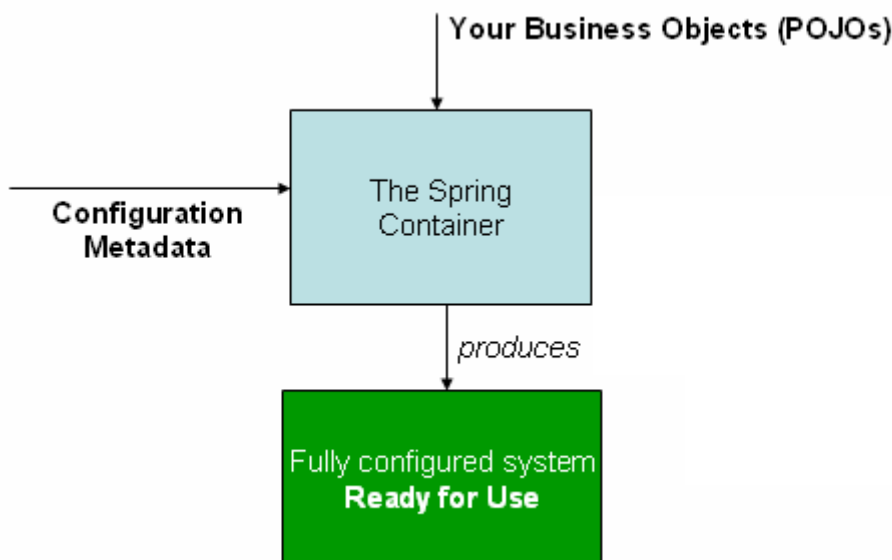 Your Business Objects (POJOs)
The Spring
Container
Configuration
Metadata
produces
Fully configured system
Ready for Use